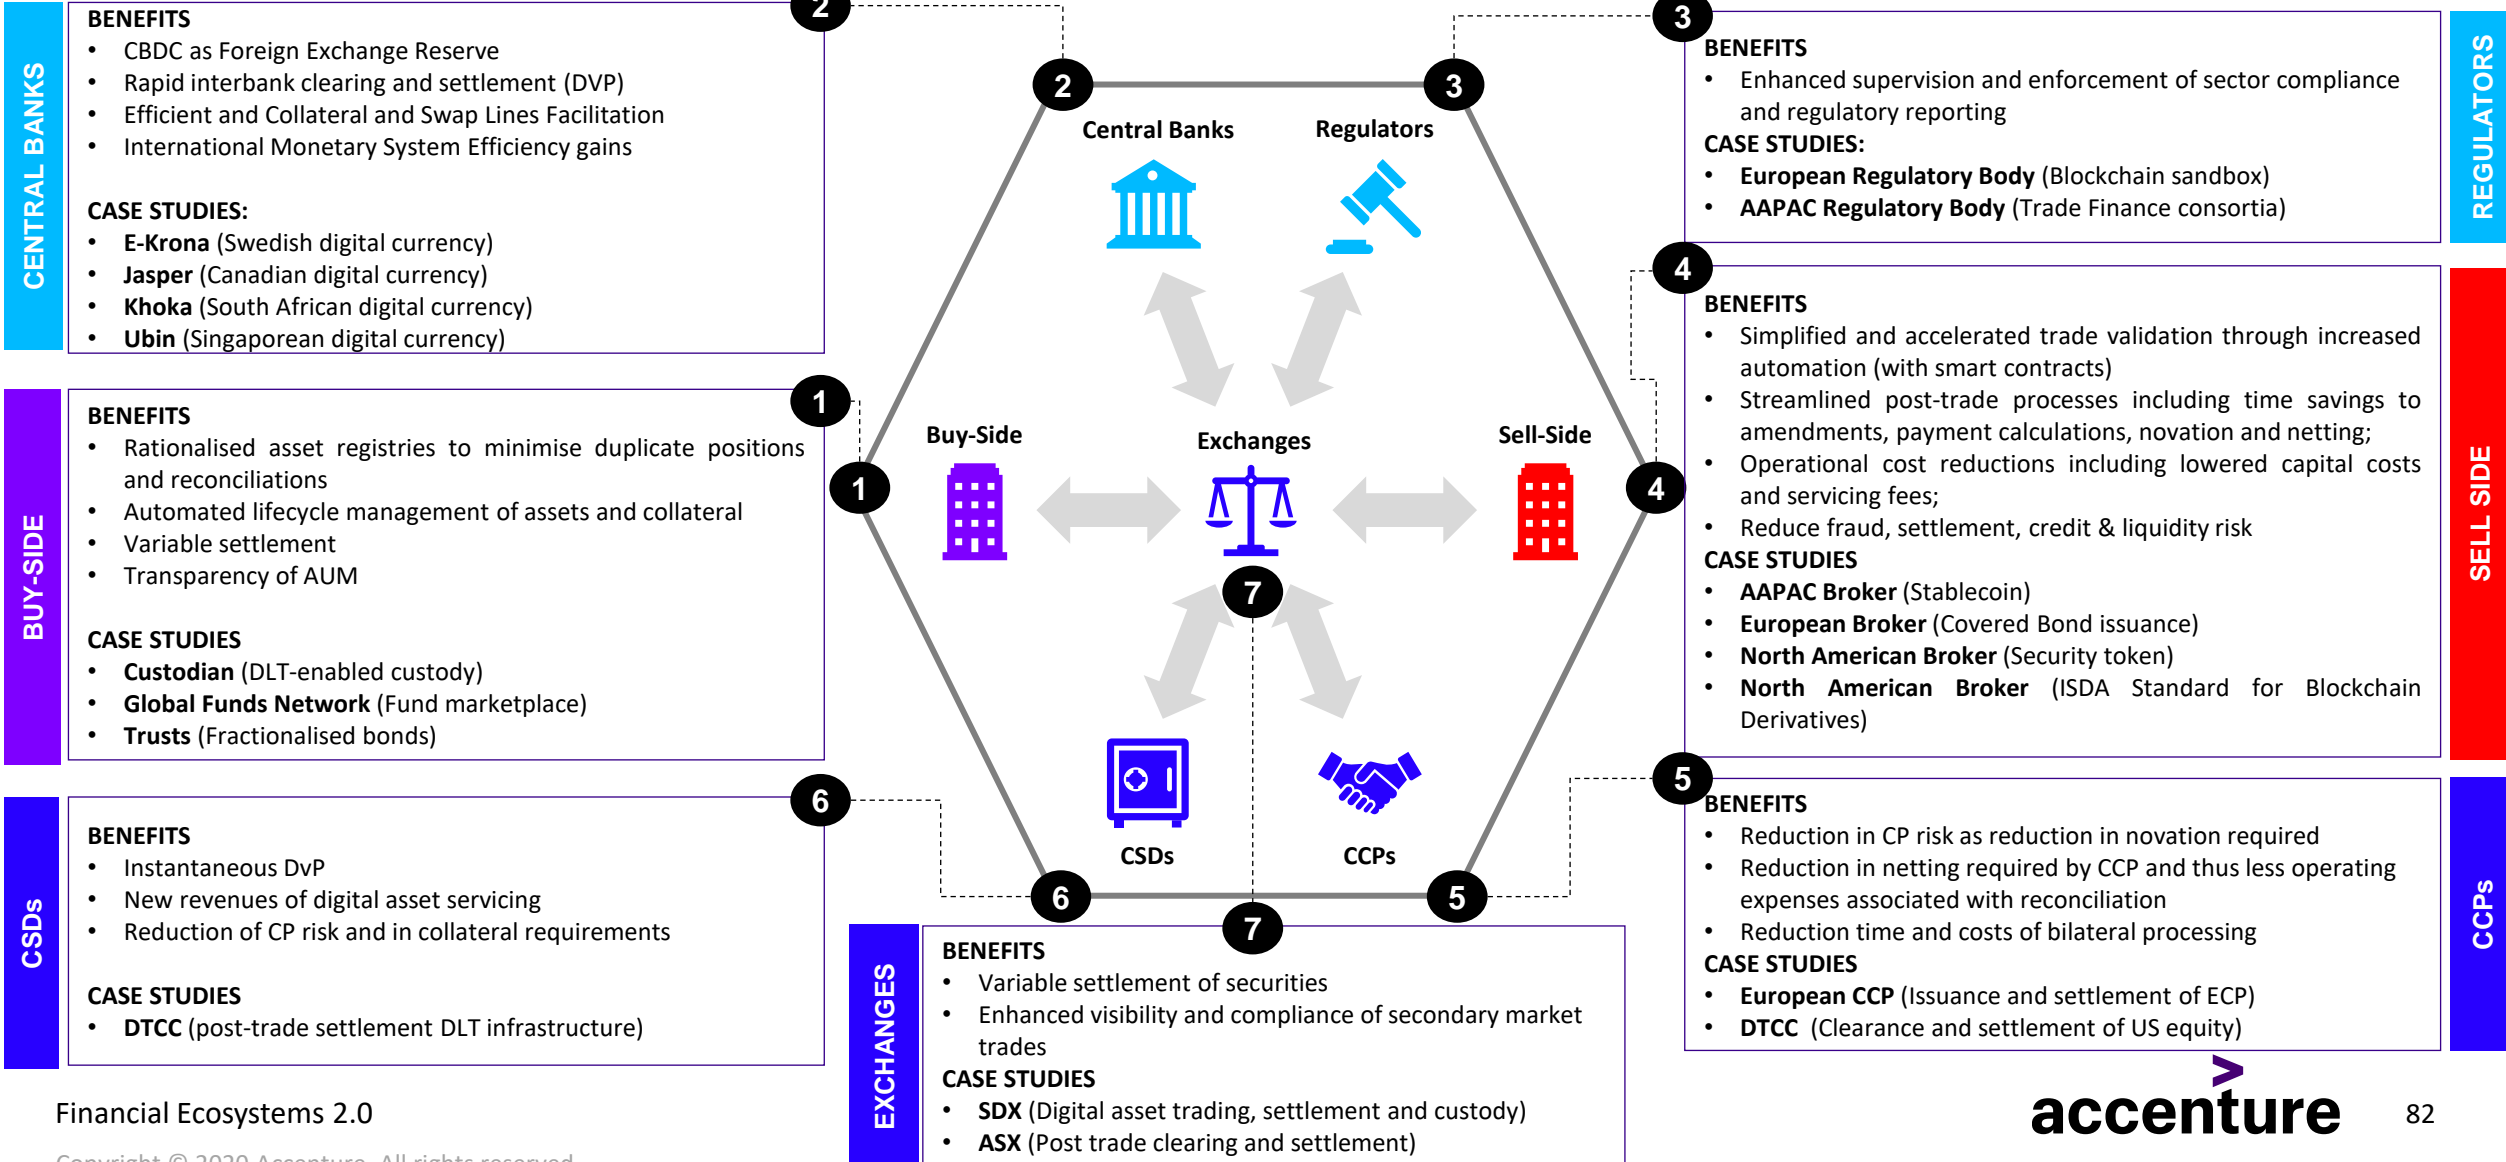 2
BENEFITS
• CBDC as Foreign Exchange Reserve
• Rapid interbank clearing and settlement (DVP)
• Efficient and Collateral and Swap Lines Facilitation
• International Monetary System Efficiency gains
CASE STUDIES:
• E-Krona (Swedish digital currency)
• Jasper (Canadian digital currency)
• Khoka (South African digital currency)
• Ubin (Singaporean digital currency)
CENTRAL BANKS
1
BENEFITS
• Rationalised asset registries to minimise duplicate positions
and reconciliations
• Automated lifecycle management of assets and collateral
• Variable settlement
• Transparency of AUM
CASE STUDIES
• Custodian (DLT-enabled custody)
• Global Funds Network (Fund marketplace)
• Trusts (Fractionalised bonds)
BUY-SIDE
6
BENEFITS
• Instantaneous DvP
• New revenues of digital asset servicing
• Reduction of CP risk and in collateral requirements
CASE STUDIES
• DTCC (post-trade settlement DLT infrastructure)
CSDs
2
3
Central Banks
Regulators
1
Buy-Side
Exchanges
Sell-Side
4
7
CSDs
CCPs
6
5
7
BENEFITS
• Variable settlement of securities
• Enhanced visibility and compliance of secondary market
trades
CASE STUDIES
• SDX (Digital asset trading, settlement and custody)
• ASX (Post trade clearing and settlement)
EXCHANGES
3
BENEFITS
• Enhanced supervision and enforcement of sector compliance
and regulatory reporting
CASE STUDIES:
• European Regulatory Body (Blockchain sandbox)
• AAPAC Regulatory Body (Trade Finance consortia)
REGULATORS
4
BENEFITS
• Simplified and accelerated trade validation through increased
automation (with smart contracts)
• Streamlined post-trade processes including time savings to
amendments, payment calculations, novation and netting;
• Operational cost reductions including lowered capital costs
and servicing fees;
• Reduce fraud, settlement, credit & liquidity risk
CASE STUDIES
• AAPAC Broker (Stablecoin)
• European Broker (Covered Bond issuance)
• North American Broker (Security token)
• North American Broker (ISDA Standard for Blockchain
Derivatives)
SELL SIDE
5
BENEFITS
• Reduction in CP risk as reduction in novation required
• Reduction in netting required by CCP and thus less operating
expenses associated with reconciliation
• Reduction time and costs of bilateral processing
CASE STUDIES
• European CCP (Issuance and settlement of ECP)
• DTCC (Clearance and settlement of US equity)
CCPs
Financial Ecosystems 2.0
Copyright © 2020 Accenture. All rights reserved
accenture
82